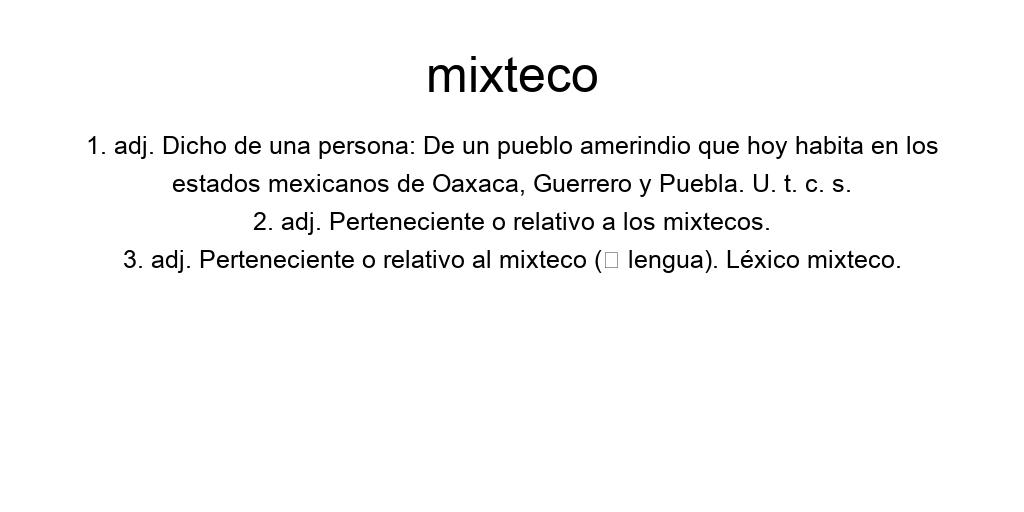 mixteco
1. adj. Dicho de una persona: De un pueblo amerindio que hoy habita en los
estados mexicanos de Oaxaca, Guerrero y Puebla. U. t. c. s.
2. adj. Perteneciente o relativo a los mixtecos.
3. adj. Perteneciente o relativo al mixteco (□ lengua). Léxico mixteco.